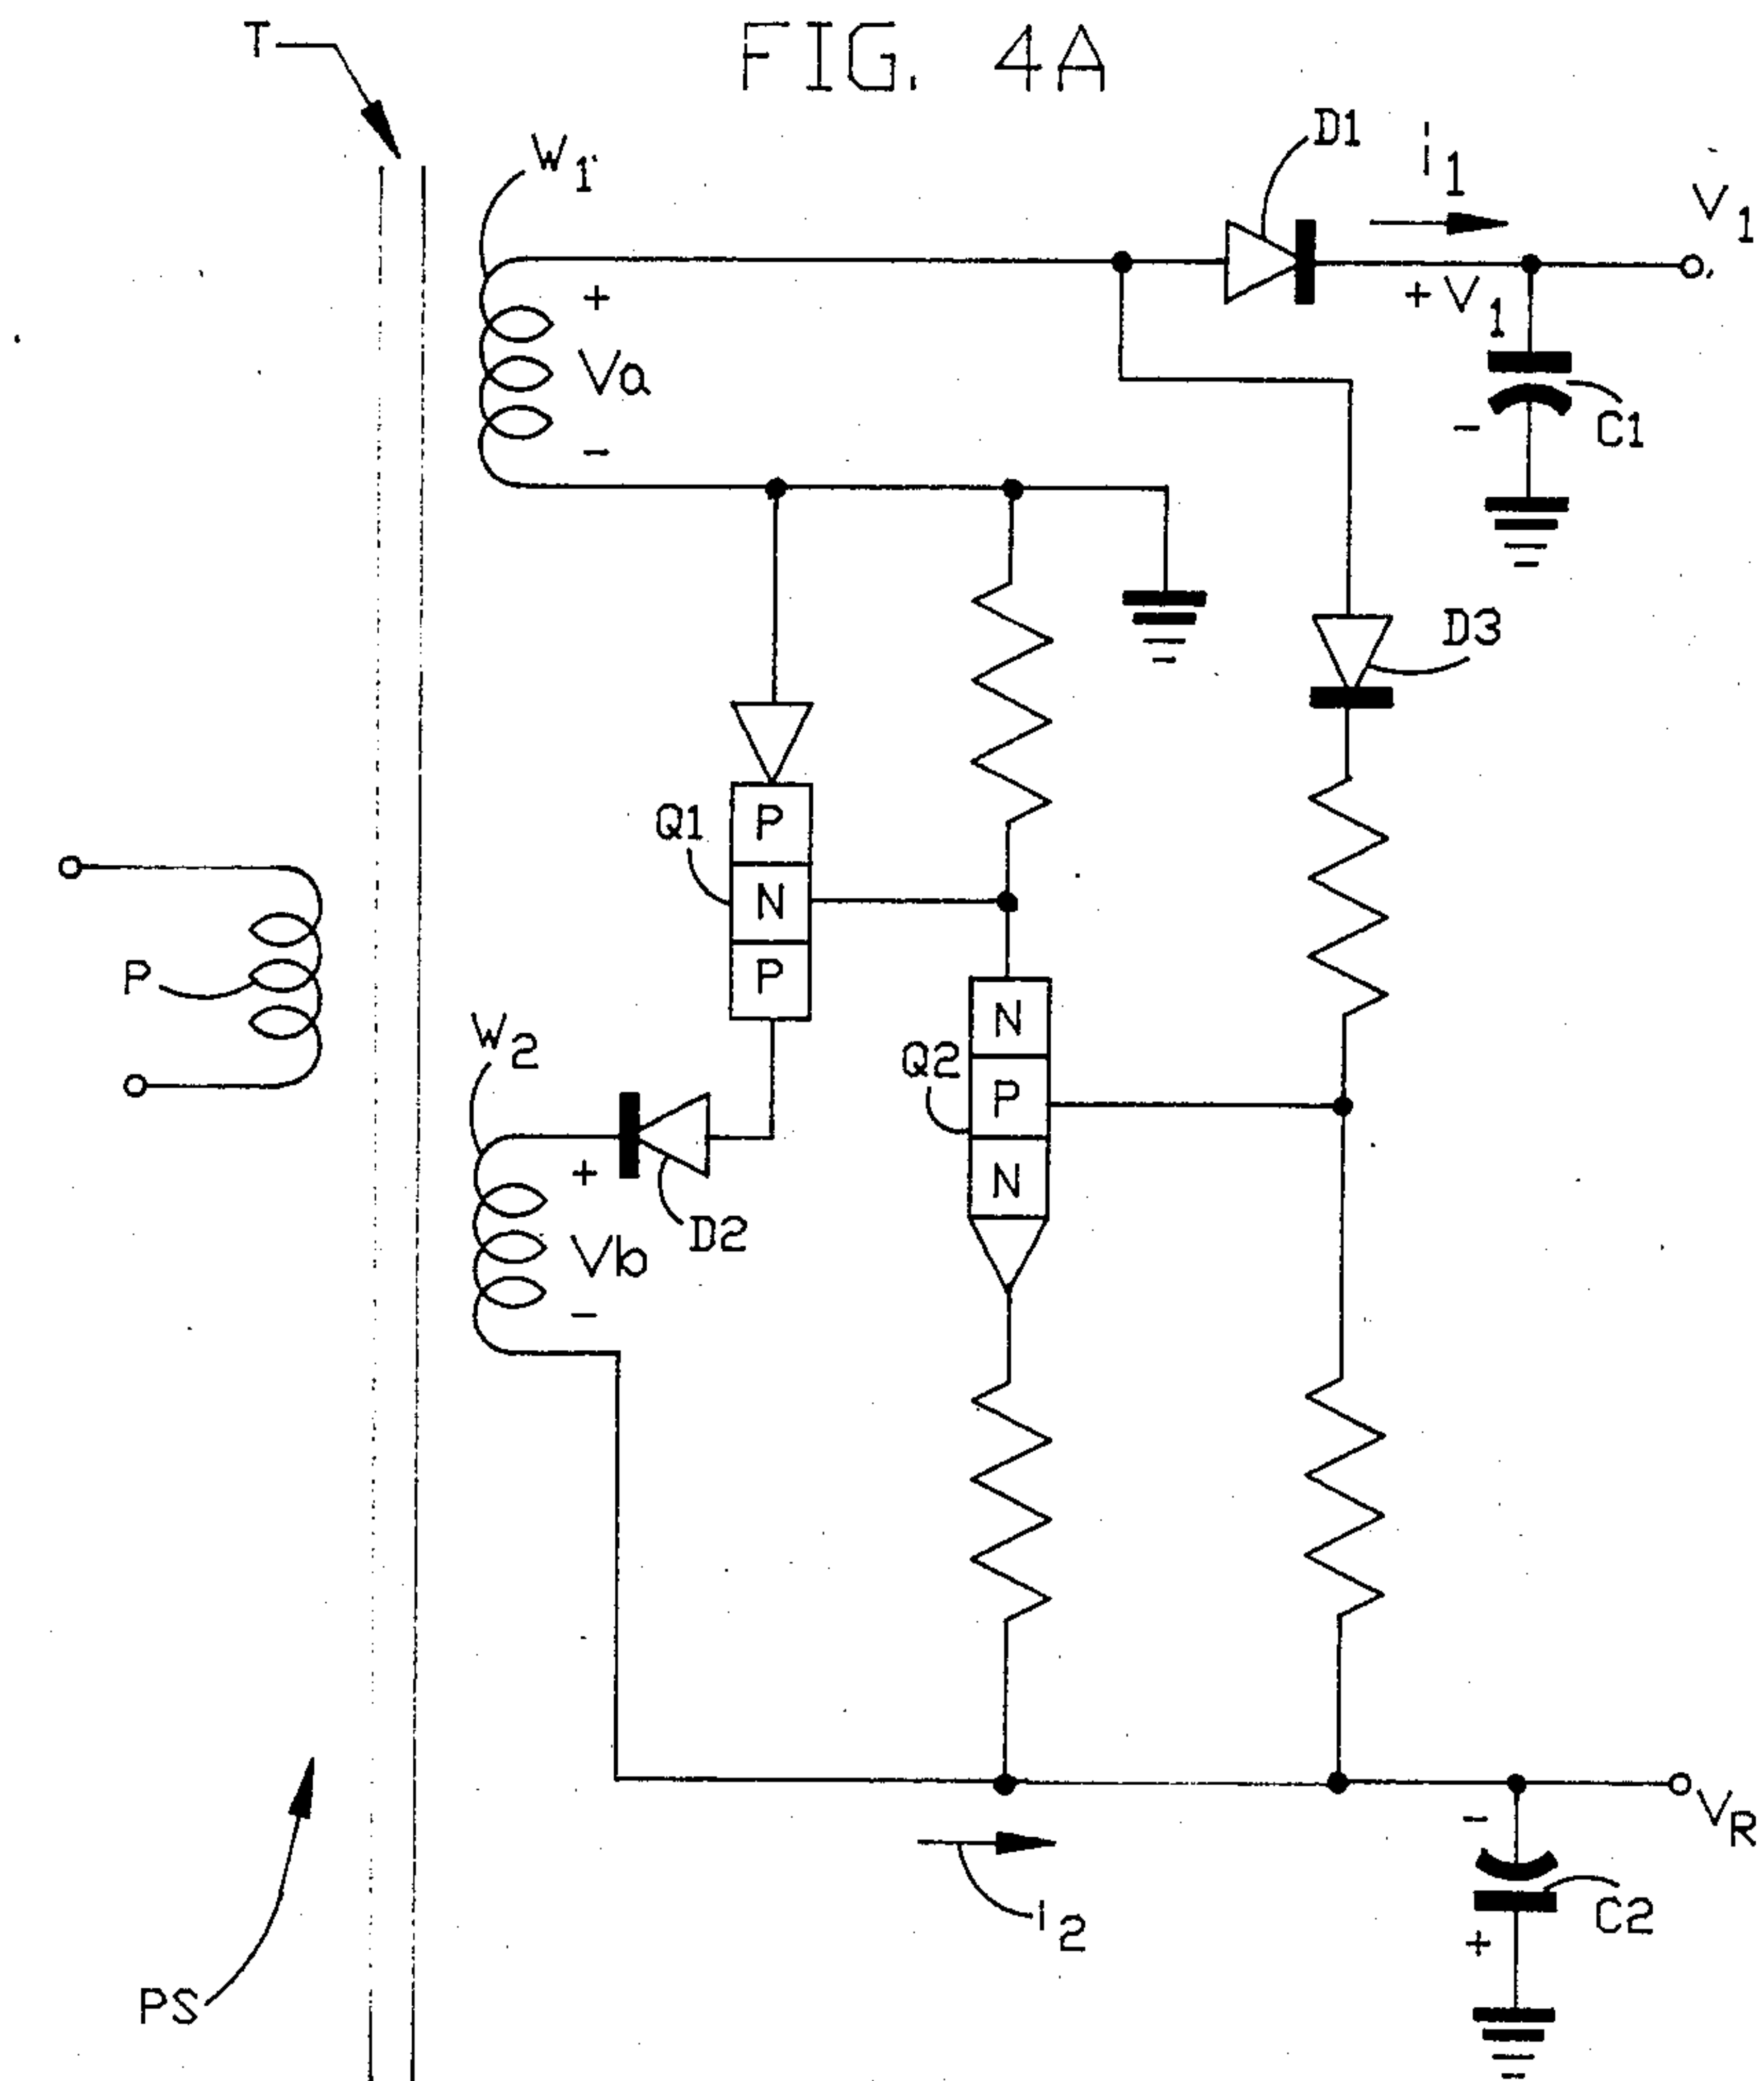 FIG. 4A
T
D1
i1
W1
V1
+
+V1
Va
-
C1
-
D3
Q1
P
N
P
P
W2
N
Q2
P
N
+
D2
Vb
-
-
VR
i2
C2
+
PS